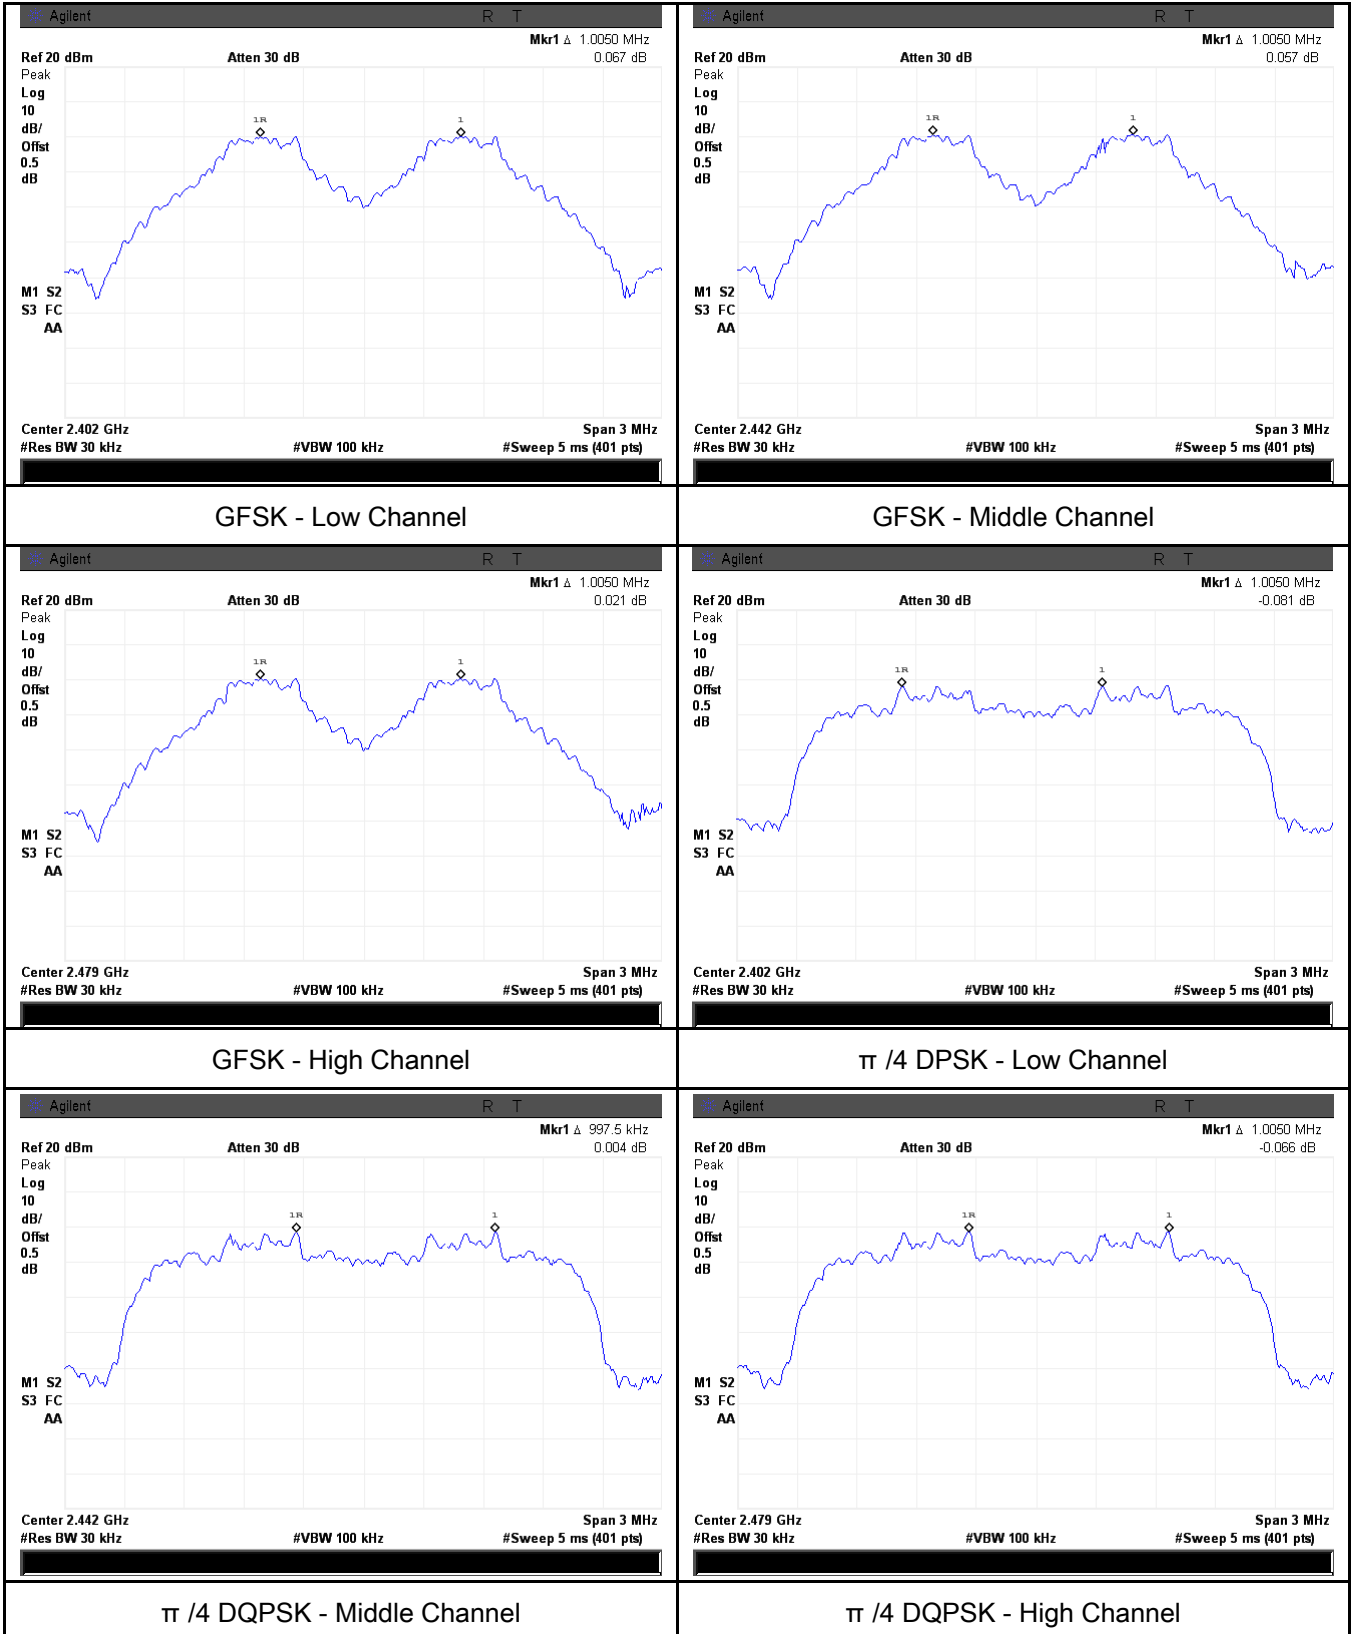 Agilent R T
Mkr1 Δ 1.0050 MHz
Ref 20 dBm Atten 30 dB 0.067 dB
Peak
Log
10
dB/
Offst
0.5
dB
1R 1
M1 S2
S3 FC
AA
Center 2.402 GHz Span 3 MHz
#Res BW 30 kHz #VBW 100 kHz #Sweep 5 ms (401 pts)
GFSK - Low Channel
Agilent R T
Mkr1 Δ 1.0050 MHz
Ref 20 dBm Atten 30 dB 0.057 dB
Peak
Log
10
dB/
Offst
0.5
dB
1R 1
M1 S2
S3 FC
AA
Center 2.442 GHz Span 3 MHz
#Res BW 30 kHz #VBW 100 kHz #Sweep 5 ms (401 pts)
GFSK - Middle Channel
Agilent R T
Mkr1 Δ 1.0050 MHz
Ref 20 dBm Atten 30 dB 0.021 dB
Peak
Log
10
dB/
Offst
0.5
dB
1R 1
M1 S2
S3 FC
AA
Center 2.479 GHz Span 3 MHz
#Res BW 30 kHz #VBW 100 kHz #Sweep 5 ms (401 pts)
GFSK - High Channel
Agilent R T
Mkr1 Δ 1.0050 MHz
Ref 20 dBm Atten 30 dB -0.081 dB
Peak
Log
10
dB/
Offst
0.5
dB
1R 1
M1 S2
S3 FC
AA
Center 2.402 GHz Span 3 MHz
#Res BW 30 kHz #VBW 100 kHz #Sweep 5 ms (401 pts)
π /4 DPSK - Low Channel
Agilent R T
Mkr1 Δ 997.5 kHz
Ref 20 dBm Atten 30 dB 0.004 dB
Peak
Log
10
dB/
Offst
0.5
dB
1R 1
M1 S2
S3 FC
AA
Center 2.442 GHz Span 3 MHz
#Res BW 30 kHz #VBW 100 kHz #Sweep 5 ms (401 pts)
π /4 DQPSK - Middle Channel
Agilent R T
Mkr1 Δ 1.0050 MHz
Ref 20 dBm Atten 30 dB -0.066 dB
Peak
Log
10
dB/
Offst
0.5
dB
1R 1
M1 S2
S3 FC
AA
Center 2.479 GHz Span 3 MHz
#Res BW 30 kHz #VBW 100 kHz #Sweep 5 ms (401 pts)
π /4 DQPSK - High Channel